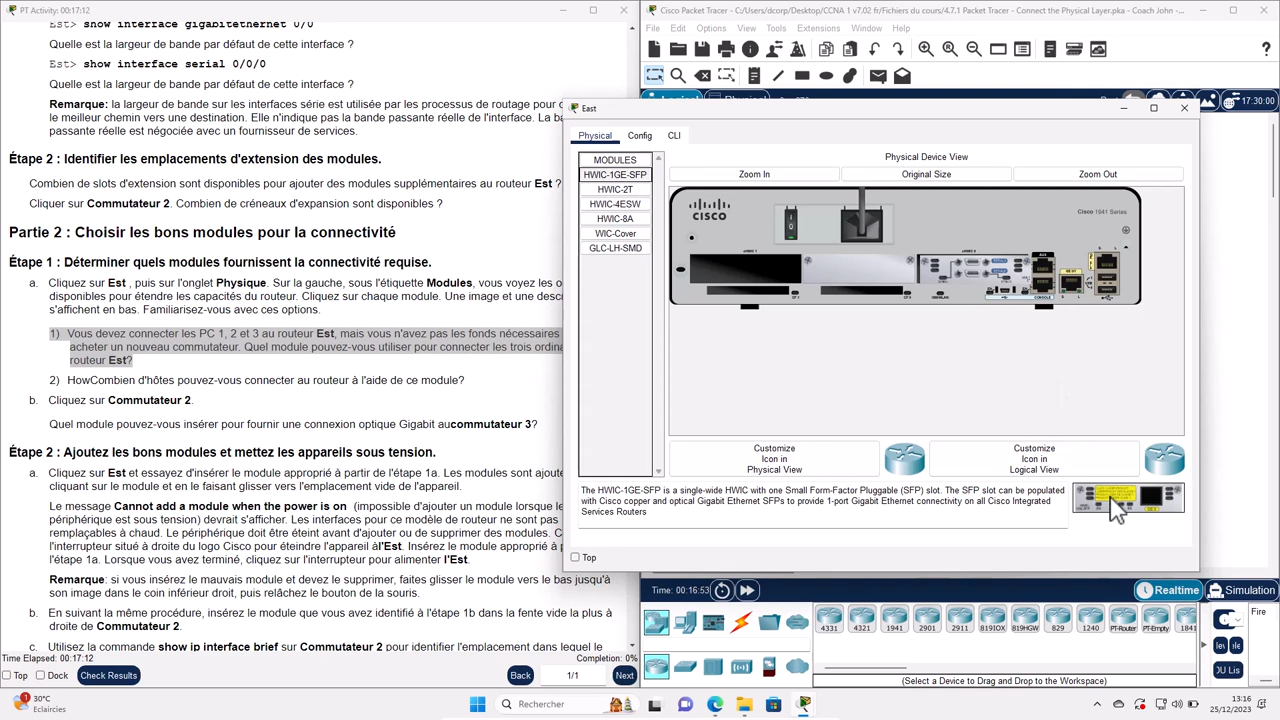 PT Activity: 00:17:12
Est> show interface gigabitethernet 0/0
Quelle est la largeur de bande par défaut de cette interface ?
Est> show interface serial 0/0/0
Quelle est la largeur de bande par défaut de cette interface ?
Remarque: la largeur de bande sur les interfaces série est utilisée par les processus de routage pour
le meilleur chemin vers une destination. Elle n'indique pas la bande passante réelle de l'interface. La
passante réelle est négociée avec un fournisseur de services.
Étape 2 : Identifier les emplacements d'extension des modules.
Combien de slots d'extension sont disponibles pour ajouter des modules supplémentaires au routeur Est ?
Cliquer sur Commutateur 2. Combien de créneaux d'expansion sont disponibles ?
Partie 2 : Choisir les bons modules pour la connectivité
Étape 1 : Déterminer quels modules fournissent la connectivité requise.
a. Cliquez sur Est , puis sur l'onglet Physique. Sur la gauche, sur l'étiquette Modules, vous voyez les
disponibles pour étendre les capacités du routeur. Cliquez sur chaque module. Une image et une
s'affichent en bas. Familiarisez-vous avec ces options.
1) Vous devez connecter les PC 1, 2 et 3 au routeur Est, mais vous n'avez pas les fonds nécessaires
acheter un nouveau commutateur. Quel module pouvez-vous utiliser pour connecter les trois
routeur Est?
2) HowCombien d'hôtes pouvez-vous connecter au routeur à l'aide de ce module?
b. Cliquez sur Commutateur 2.
Quel module pouvez-vous insérer pour fournir une connexion optique Gigabit aucommutateur 3?
Étape 2 : Ajoutez les bons modules et mettez les appareils sous tension.
a. Cliquez sur Est et essayez d'insérer le module approprié à partir de l'étape 1a. Les modules sont
cliquant sur le module et en le faisant glisser vers l'emplacement vide de l'appareil.
Le message Cannot add a module when the power is on (impossible d'ajouter un module lorsque
périphérique est sous tension) devrait s'afficher. Les interfaces pour ce modèle de routeur ne sont
remplaçables à chaud. Le périphérique doit être éteint avant d'ajouter ou de supprimer des modules.
l'interrupteur situé à droite du logo Cisco pour éteindre l'appareil àl'Est. Insérez le module approprié
l'étape 1a. Lorsque vous avez terminé, cliquez sur l'interrupteur pour alimenter l'Est.
Remarque: si vous insérez le mauvais module et devez le supprimer, faites glisser le module vers le bas jusqu'à
son image dans le coin inférieur droit, puis relâchez le bouton de la souris.
b. En suivant la même procédure, insérez le module que vous avez identifié à l'étape 1b dans la fente vide la plus à
droite de Commutateur 2.
c. Utilisez la commande show ip interface brief sur Commutateur 2 pour identifier l'emplacement dans lequel le
Time Elapsed: 00:17:12
Completion: 0%
Top
Dock
Check Results
Back
1/1
Next
Cisco Packet Tracer - C:/Users/dcorp/Desktop/CCNA 1 v7.02 fr/Fichiers du cours/4.7.1 Packet Tracer - Connect the Physical Layer.pka - Coach John -
File Edit Options View Tools Extensions Window Help
17:30:00
East
Physical Config CLI
MODULES
HWIC-1GE-SFP
HWIC-2T
HWIC-4ESW
HWIC-8A
WIC-Cover
GLC-LH-SMD
Physical Device View
Zoom In
Original Size
Zoom Out
CISCO
Cisco 1941 Series
AUX
CONSOLE
Customize
Icon in
Physical View
Customize
Icon in
Logical View
The HWIC-1GE-SFP is a single-wide HWIC with one Small Form-Factor Pluggable (SFP) slot. The SFP slot can be populated
with Cisco copper and optical Gigabit Ethernet SFPs to provide 1-port Gigabit Ethernet connectivity on all Cisco Integrated
Services Routers
Top
Time: 00:16:53
Realtime
Simulation
4331 4321 1941 2901 2911 819IOX 819HGW 829 1240 PT-Router PT-Empty 1841
Fire
(Select a Device to Drag and Drop to the Workspace)
30°C
Eclaircies
Rechercher
13:16
25/12/2023